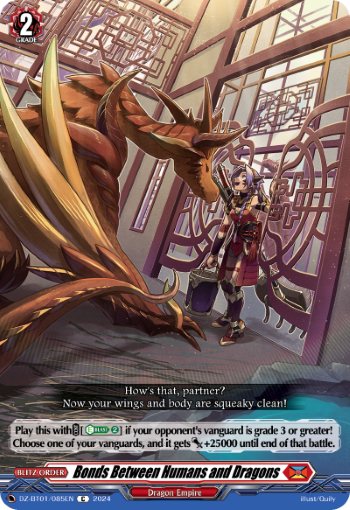 2
GRADE
How's that, partner?
Now your wings and body are squeaky clean!
Play this with [E-BLAST 2] if your opponent's vanguard is grade 3 or greater!
Choose one of your vanguards, and it gets +25000 until end of that battle.
BLITZ ORDER
Bonds Between Humans and Dragons
Dragon Empire
DZ-BT01/085EN C 2024
Illust/Quily